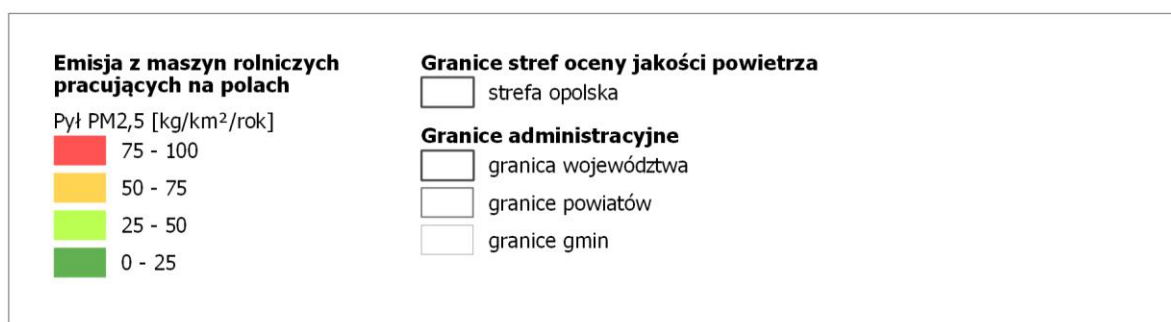 Emisja z maszyn rolniczych
pracujących na polach
Pył PM2,5 [kg/km²/rok]
75 - 100
50 - 75
25 - 50
0 - 25
Granice stref oceny jakości powietrza
strefa opolska
Granice administracyjne
granica województwa
granice powiatów
granice gmin